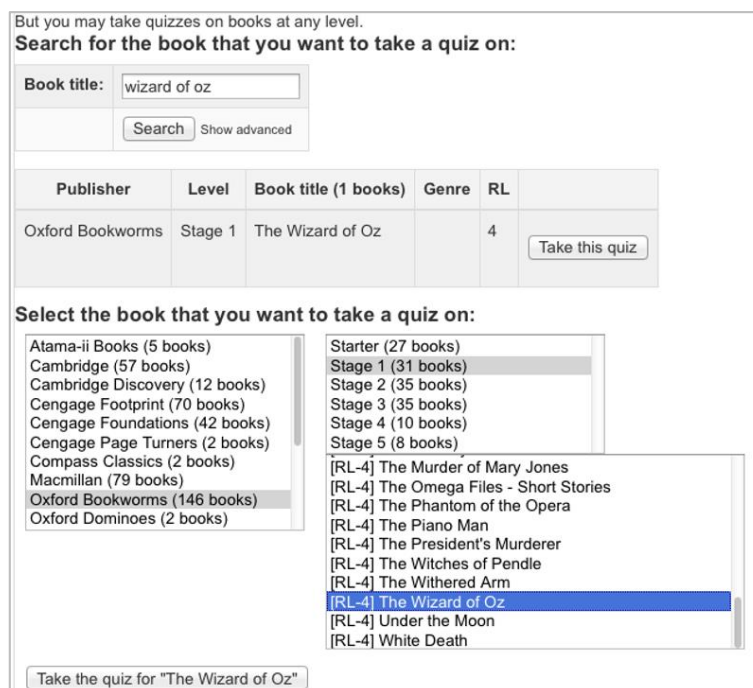 But you may take quizzes on books at any level.
Search for the book that you want to take a quiz on:
Book title: wizard of oz
Search Show advanced
Publisher Level Book title (1 books) Genre RL
Oxford Bookworms Stage 1 The Wizard of Oz 4 Take this quiz
Select the book that you want to take a quiz on:
Atama-ii Books (5 books)
Cambridge (57 books)
Cambridge Discovery (12 books)
Cengage Footprint (70 books)
Cengage Foundations (42 books)
Cengage Page Turners (2 books)
Compass Classics (2 books)
Macmillan (79 books)
Oxford Bookworms (146 books)
Oxford Dominoes (2 books)
Starter (27 books)
Stage 1 (31 books)
Stage 2 (35 books)
Stage 3 (35 books)
Stage 4 (10 books)
Stage 5 (8 books)
[RL-4] The Murder of Mary Jones
[RL-4] The Omega Files - Short Stories
[RL-4] The Phantom of the Opera
[RL-4] The Piano Man
[RL-4] The President's Murderer
[RL-4] The Witches of Pendle
[RL-4] The Withered Arm
[RL-4] The Wizard of Oz
[RL-4] Under the Moon
[RL-4] White Death
Take the quiz for "The Wizard of Oz"